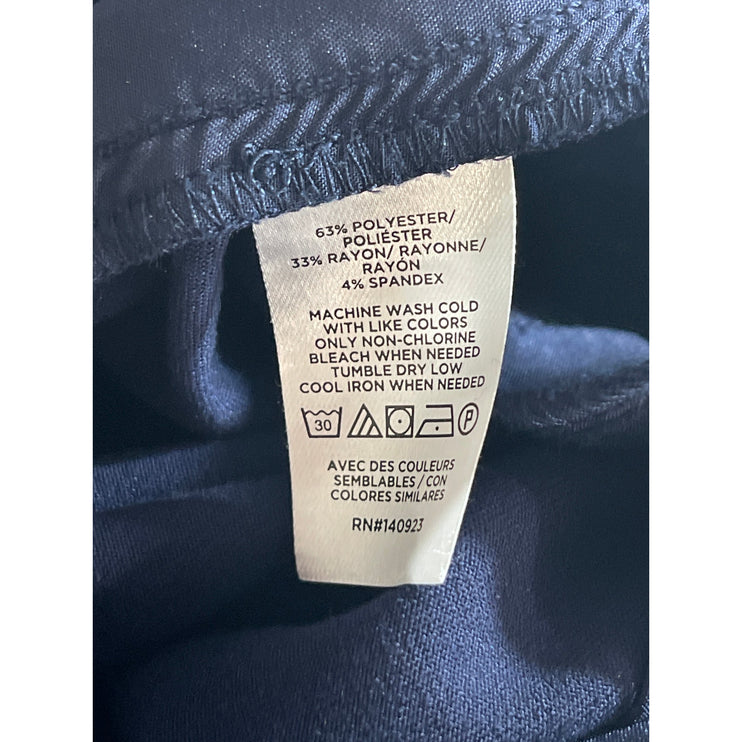 63% POLYESTER/
POLIÉSTER
33% RAYON/ RAYONNE/
RAYÓN
4% SPANDEX
MACHINE WASH COLD
WITH LIKE COLORS
ONLY NON-CHLORINE
BLEACH WHEN NEEDED
TUMBLE DRY LOW
COOL IRON WHEN NEEDED
30 P
AVEC DES COULEURS
SEMBLABLES / CON
COLORES SIMILARES
RN#140923